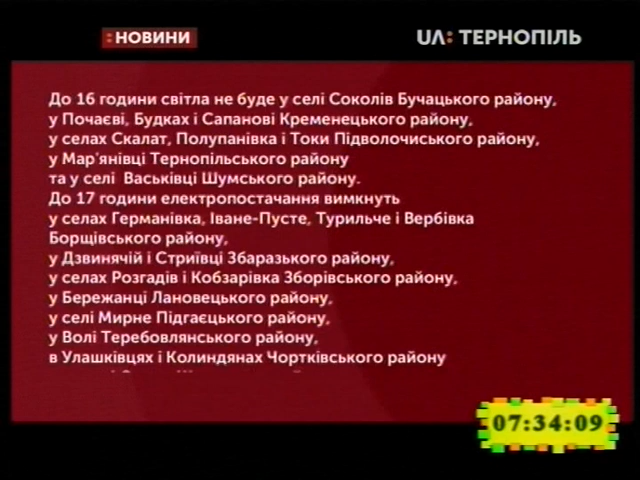 :НОВИНИ
UA: ТЕРНОПІЛЬ
До 16 години світла не буде у селі Соколів Бучацького району,
у Почаєві, Будках і Сапанові Кременецького району,
у селах Скалат, Полупанівка і Токи Підволочиського району,
у Мар'янівці Тернопільського району
та у селі Васьківці Шумського району.
До 17 години електропостачання вимкнуть
у селах Германівка, Іване-Пусте, Турильче і Вербівка
Борщівського району,
у Дзвинячій і Стриївці Збаразького району,
у селах Розгадів і Кобзарівка Зборівського району,
у Бережанці Лановецького району,
у селі Мирне Підгаєцького району,
у Волі Теребовлянського району,
в Улашківцях і Колиндянах Чортківського району
07:34:09